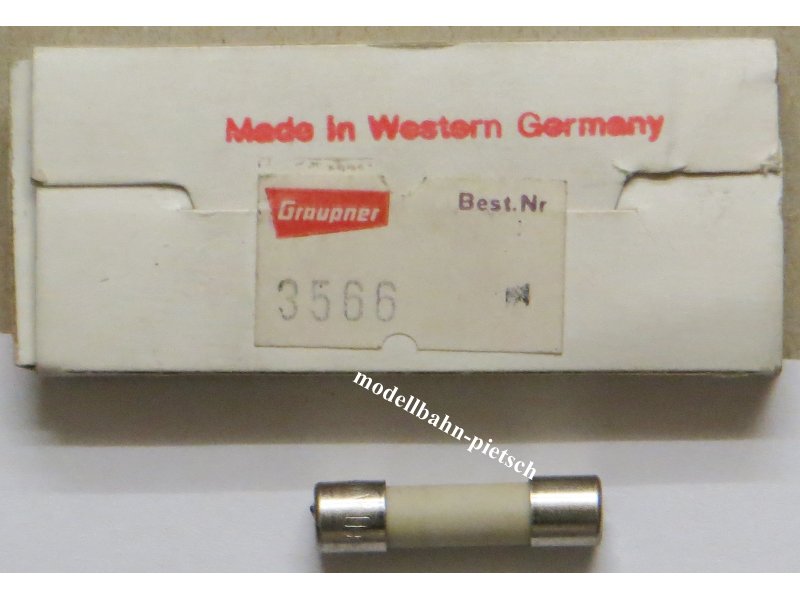 Made in Western Germany
Graupner
Best.Nr
3566
modellbahn-pietsch